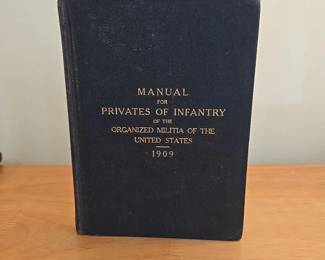 MANUAL
FOR
PRIVATES OF INFANTRY
OF THE
ORGANIZED MILITIA OF THE
UNITED STATES
1909